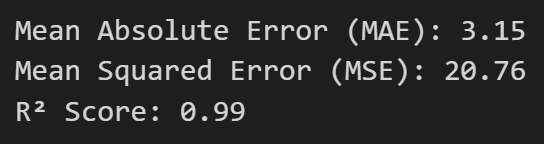 Mean Absolute Error (MAE): 3.15
Mean Squared Error (MSE): 20.76
R² Score: 0.99